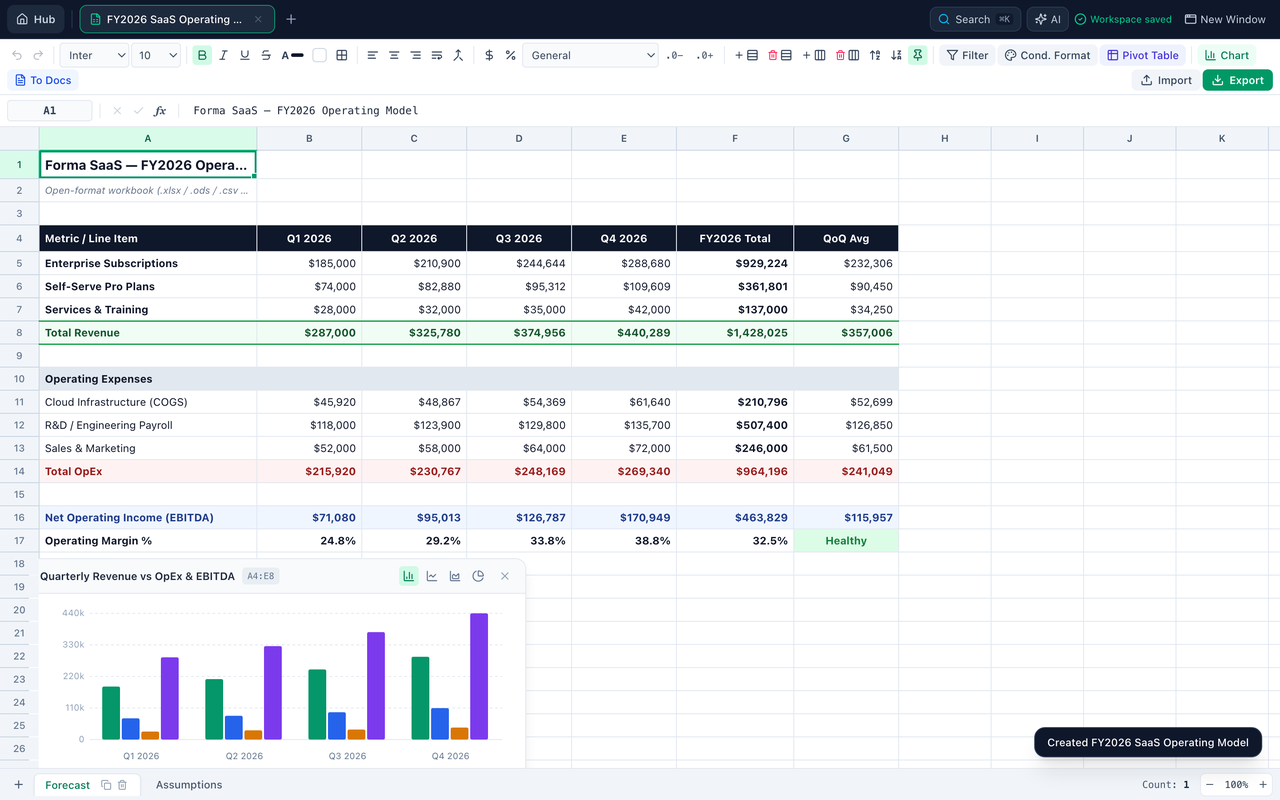 Hub
FY2026 SaaS Operating ...
Search ⌘K
AI
Workspace saved
New Window
Inter
10
B I U S A
$ %
General
.0–
.0+
Filter
Cond. Format
Pivot Table
Chart
To Docs
Import
Export
A1
fx
Forma SaaS — FY2026 Operating Model
A B C D E F G H I J K
1 Forma SaaS — FY2026 Opera...
2 Open-format workbook (.xlsx / .ods / .csv ...
3
4 Metric / Line Item Q1 2026 Q2 2026 Q3 2026 Q4 2026 FY2026 Total QoQ Avg
5 Enterprise Subscriptions $185,000 $210,900 $244,644 $288,680 $929,224 $232,306
6 Self-Serve Pro Plans $74,000 $82,880 $95,312 $109,609 $361,801 $90,450
7 Services & Training $28,000 $32,000 $35,000 $42,000 $137,000 $34,250
8 Total Revenue $287,000 $325,780 $374,956 $440,289 $1,428,025 $357,006
9
10 Operating Expenses
11 Cloud Infrastructure (COGS) $45,920 $48,867 $54,369 $61,640 $210,796 $52,699
12 R&D / Engineering Payroll $118,000 $123,900 $129,800 $135,700 $507,400 $126,850
13 Sales & Marketing $52,000 $58,000 $64,000 $72,000 $246,000 $61,500
14 Total OpEx $215,920 $230,767 $248,169 $269,340 $964,196 $241,049
15
16 Net Operating Income (EBITDA) $71,080 $95,013 $126,787 $170,949 $463,829 $115,957
17 Operating Margin % 24.8% 29.2% 33.8% 38.8% 32.5% Healthy
18
19
20
21
22
23
24
25
26
Quarterly Revenue vs OpEx & EBITDA A4:E8
440k
330k
220k
110k
0
Q1 2026 Q2 2026 Q3 2026 Q4 2026
Created FY2026 SaaS Operating Model
Forecast
Assumptions
Count: 1
100%